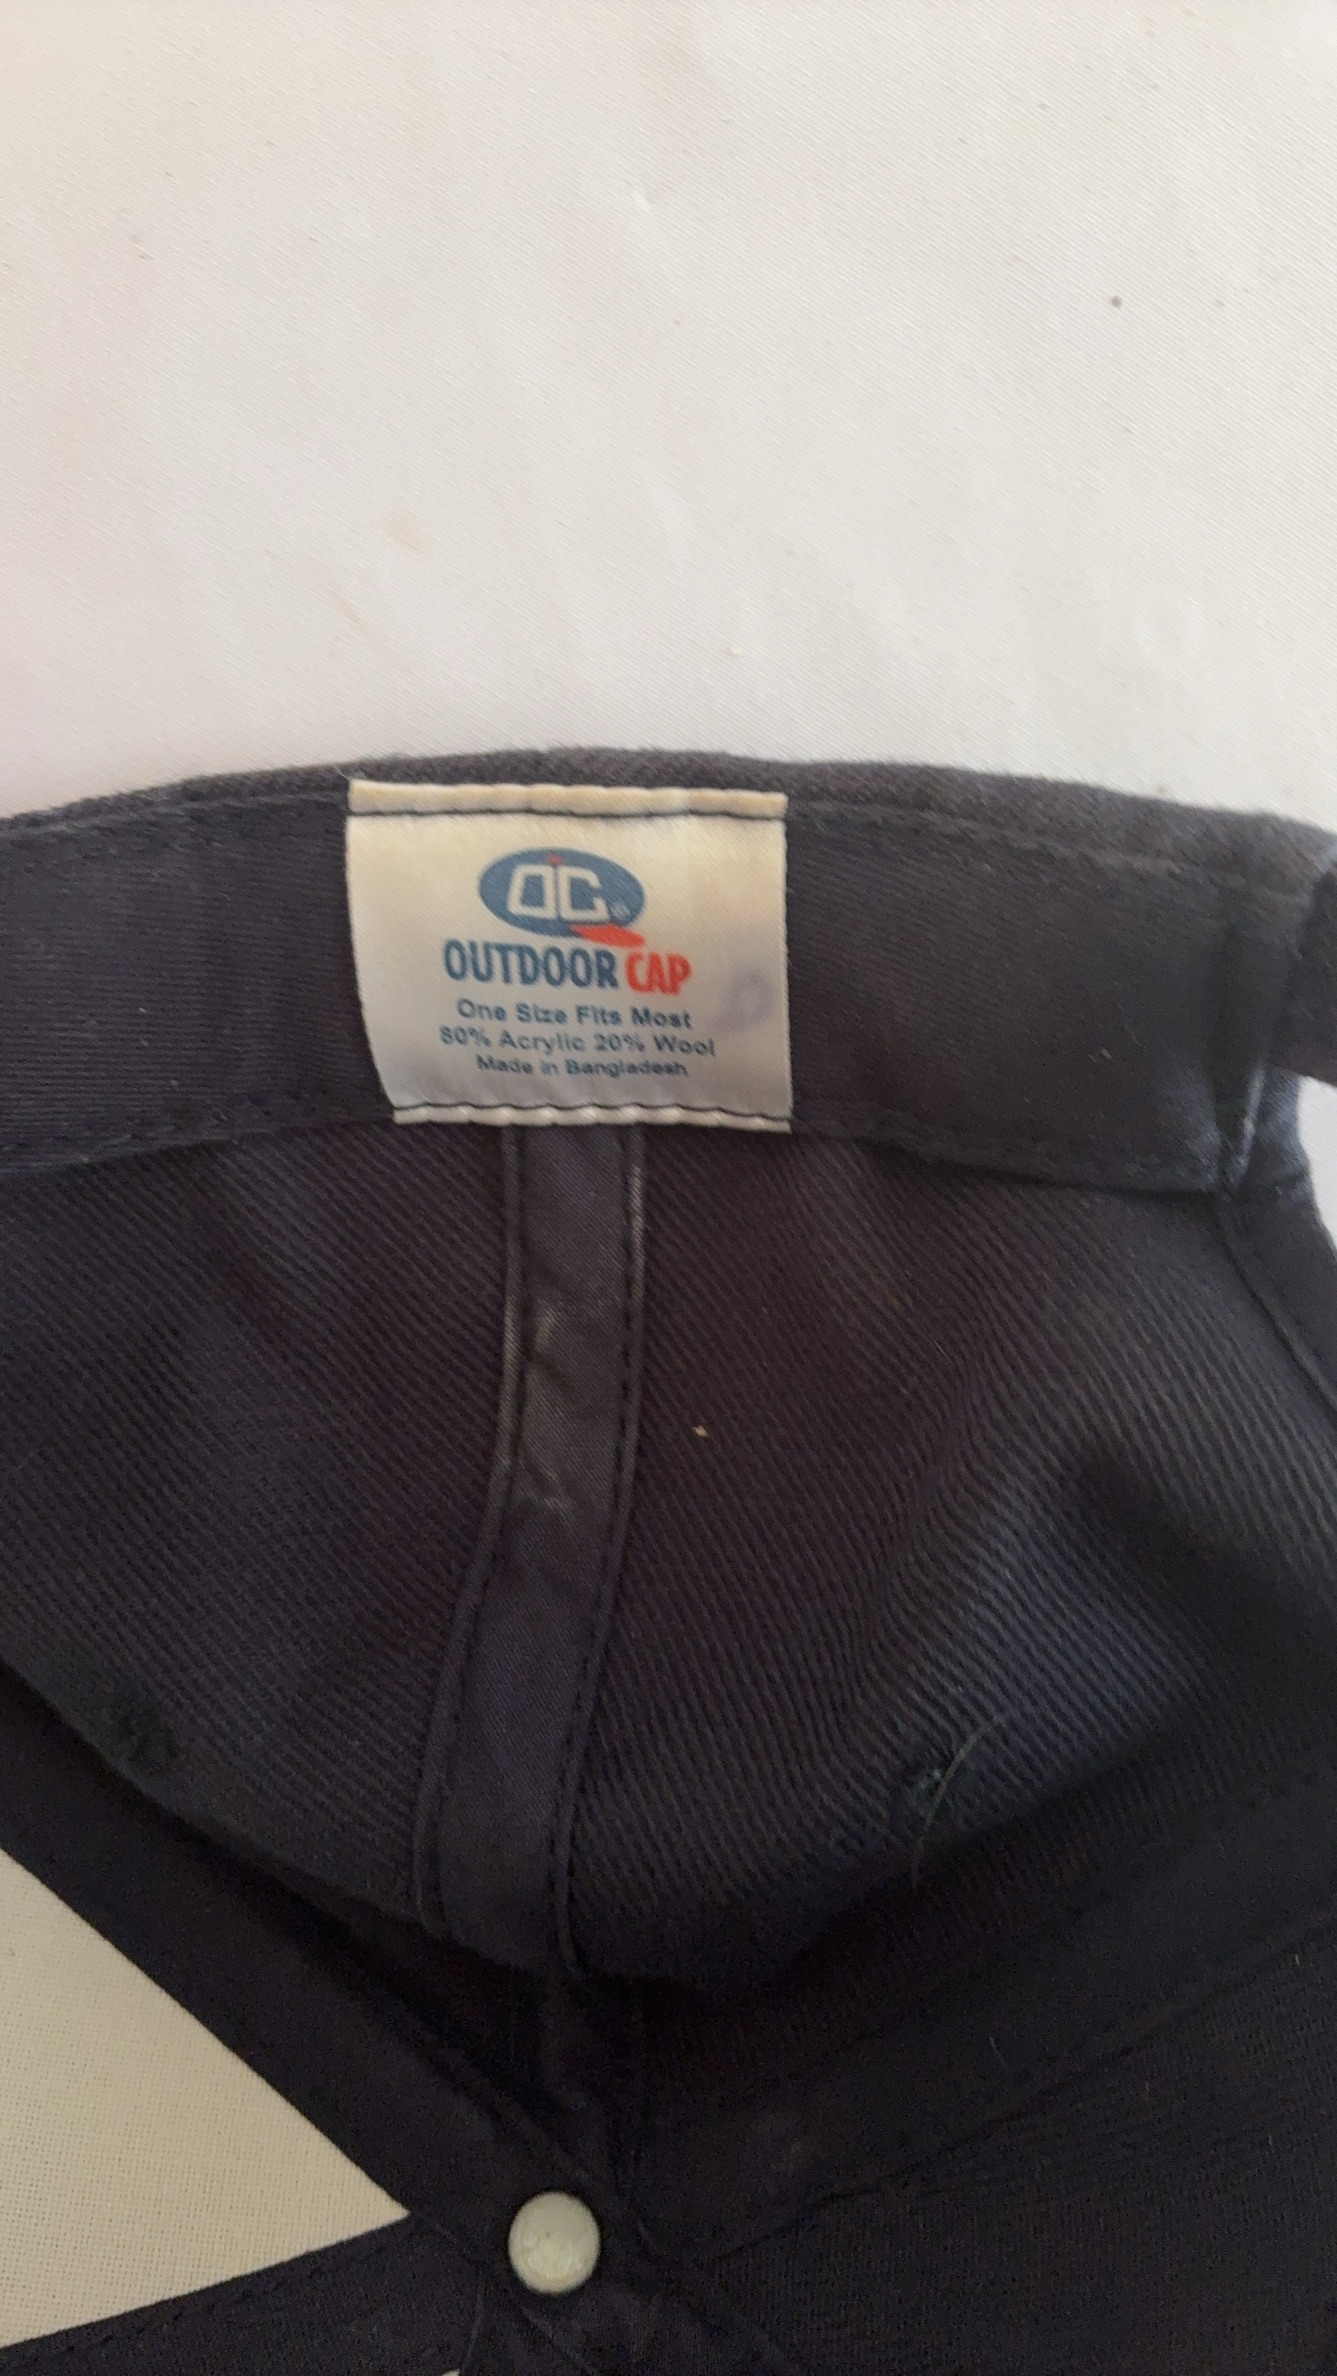 OC
OUTDOOR CAP
One Size Fits Most
80% Acrylic 20% Wool
Made in Bangladesh